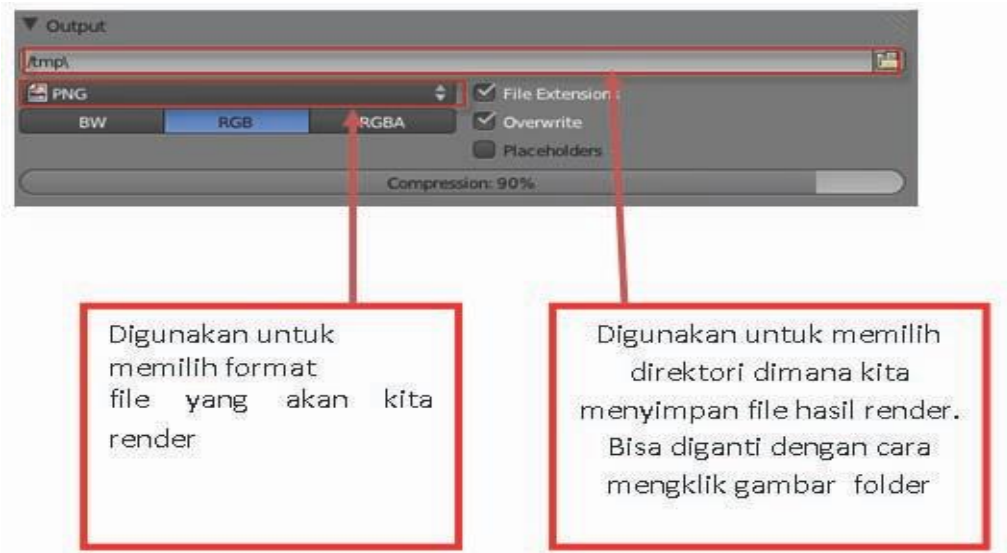 Output
/tmp\
PNG
File Extensions
BW RGB RGBA
Overwrite
Placeholders
Compression: 90%
Digunakan untuk
memilih format
file yang akan kita
render
Digunakan untuk memilih
direktori dimana kita
menyimpan file hasil render.
Bisa diganti dengan cara
mengklik gambar folder